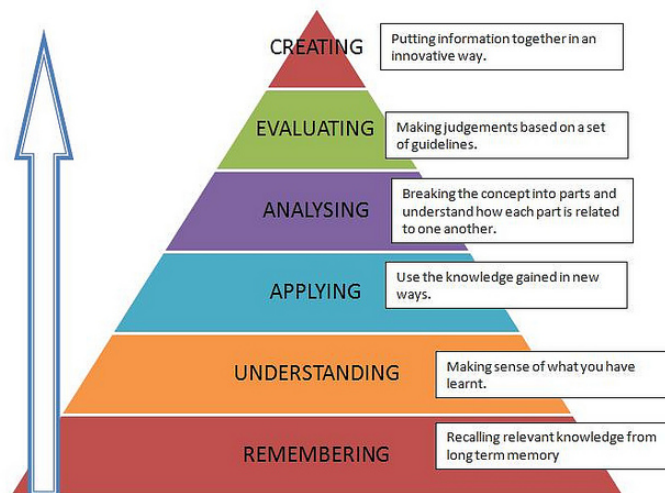 CREATING
Putting information together in an
innovative way.
EVALUATING
Making judgements based on a set
of guidelines.
ANALYSING
Breaking the concept into parts and
understand how each part is related
to one another.
APPLYING
Use the knowledge gained in new
ways.
UNDERSTANDING
Making sense of what you have
learnt.
REMEMBERING
Recalling relevant knowledge from
long term memory